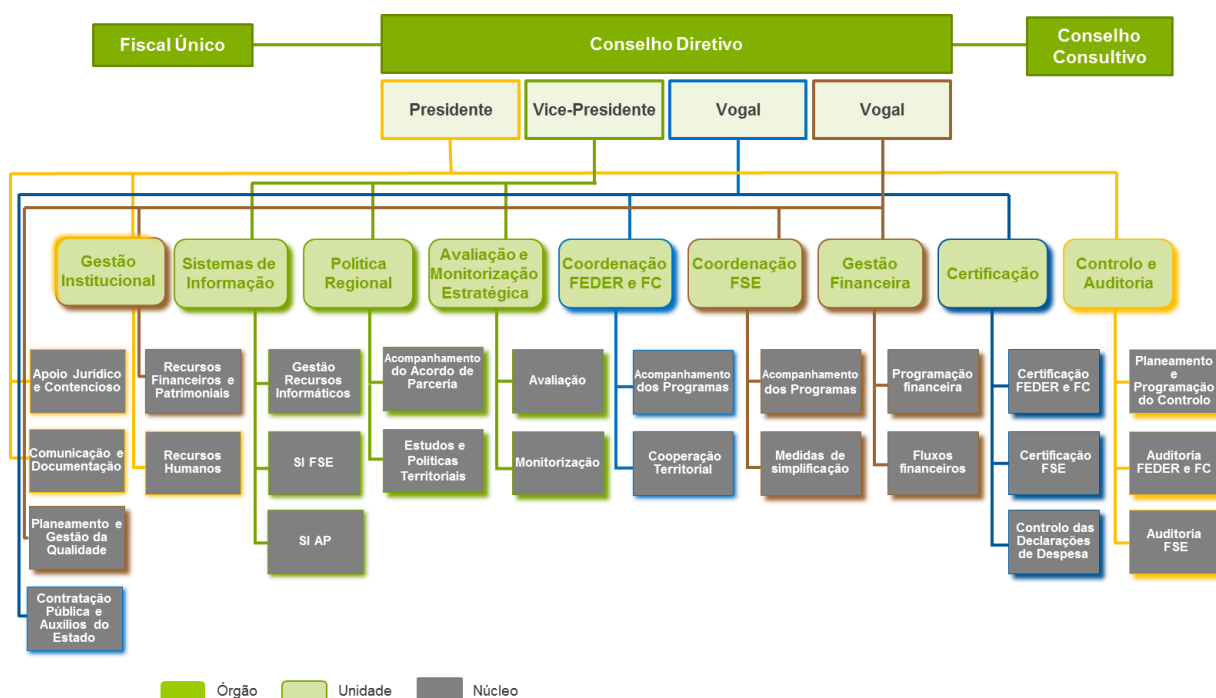 Fiscal Único
Conselho Diretivo
Conselho
Consultivo
Presidente
Vice-Presidente
Vogal
Vogal
Gestão
Institucional
Sistemas de
Informação
Política
Regional
Avaliação e
Monitorização
Estratégica
Coordenação
FEDER e FC
Coordenação
FSE
Gestão
Financeira
Certificação
Controlo e
Auditoria
Apoio Jurídico
e Contencioso
Recursos
Financeiros e
Patrimoniais
Gestão
Recursos
Informáticos
Acompanhamento
do Acordo de
Parceria
Avaliação
Acompanhamento
dos Programas
Acompanhamento
dos Programas
Programação
financeira
Certificação
FEDER e FC
Planeamento
e
Programação
do Controlo
Comunicação e
Documentação
Recursos
Humanos
SI FSE
Estudos e
Políticas
Territoriais
Monitorização
Cooperação
Territorial
Medidas de
simplificação
Fluxos
financeiros
Certificação
FSE
Auditoria
FEDER e FC
Planeamento e
Gestão da
Qualidade
SI AP
Controlo das
Declarações
de Despesa
Auditoria
FSE
Contratação
Pública e
Auxílios do
Estado
Órgão
Unidade
Núcleo